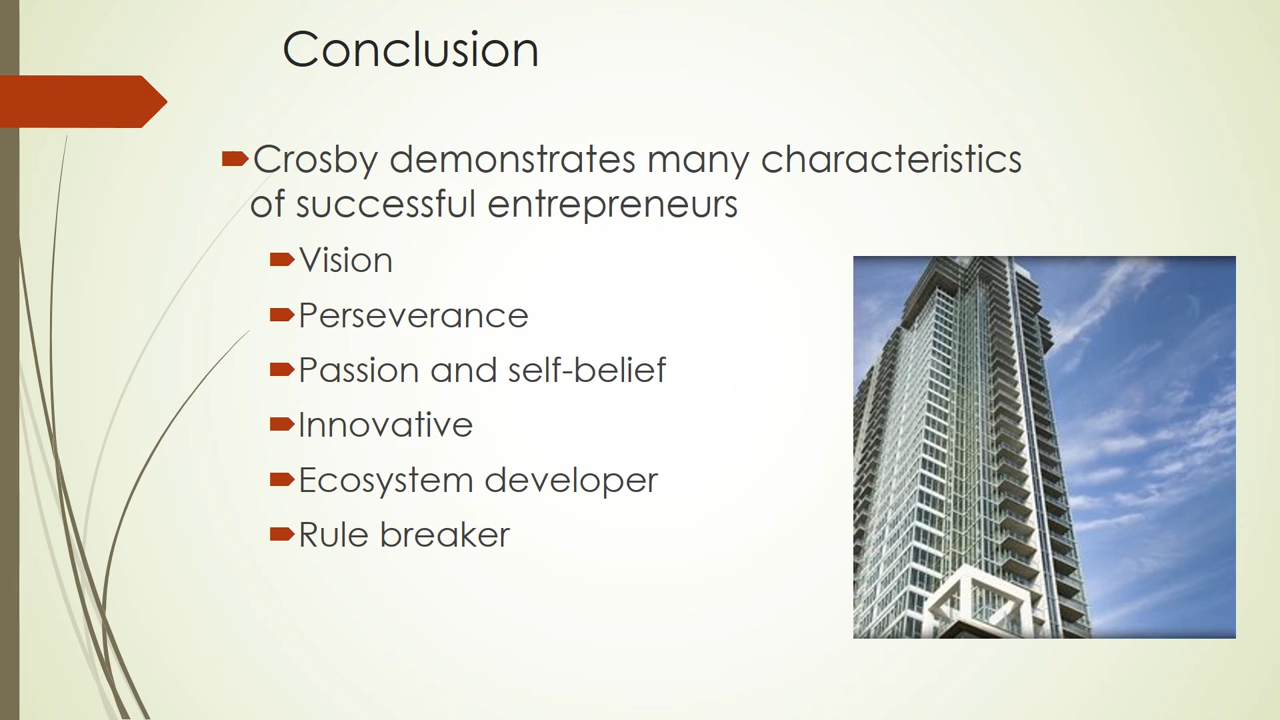 Conclusion
Crosby demonstrates many characteristics
of successful entrepreneurs
Vision
Perseverance
Passion and self-belief
Innovative
Ecosystem developer
Rule breaker